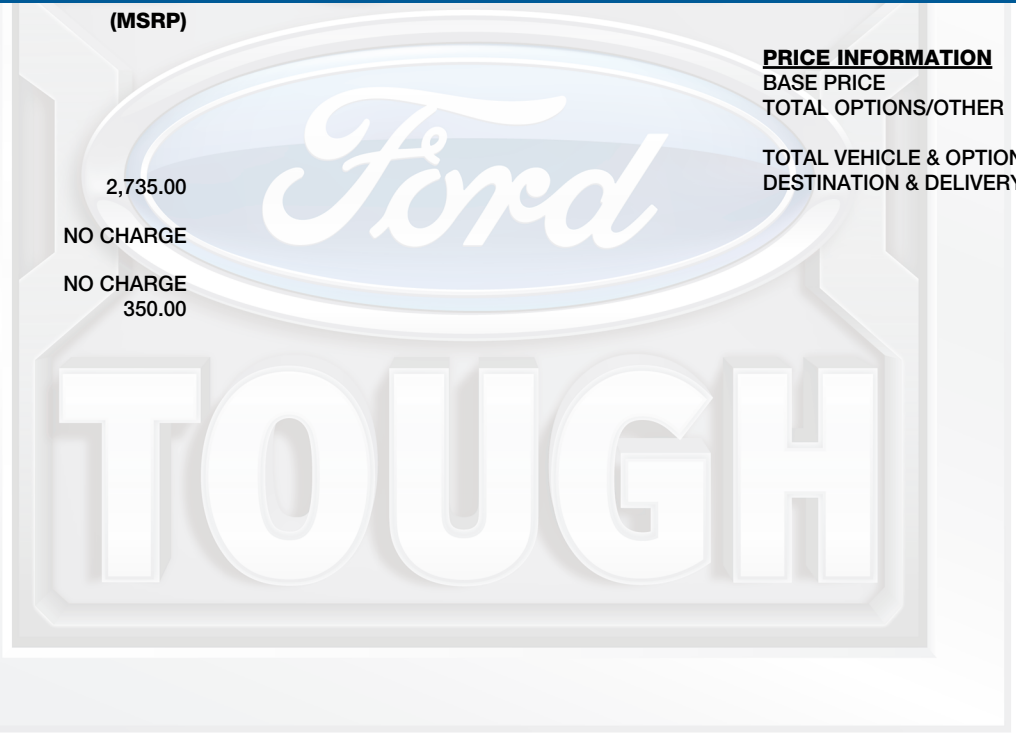 (MSRP)
2,735.00
NO CHARGE
NO CHARGE
350.00
PRICE INFORMATION
BASE PRICE
TOTAL OPTIONS/OTHER
TOTAL VEHICLE & OPTION
DESTINATION & DELIVERY
Ford
TOUGH